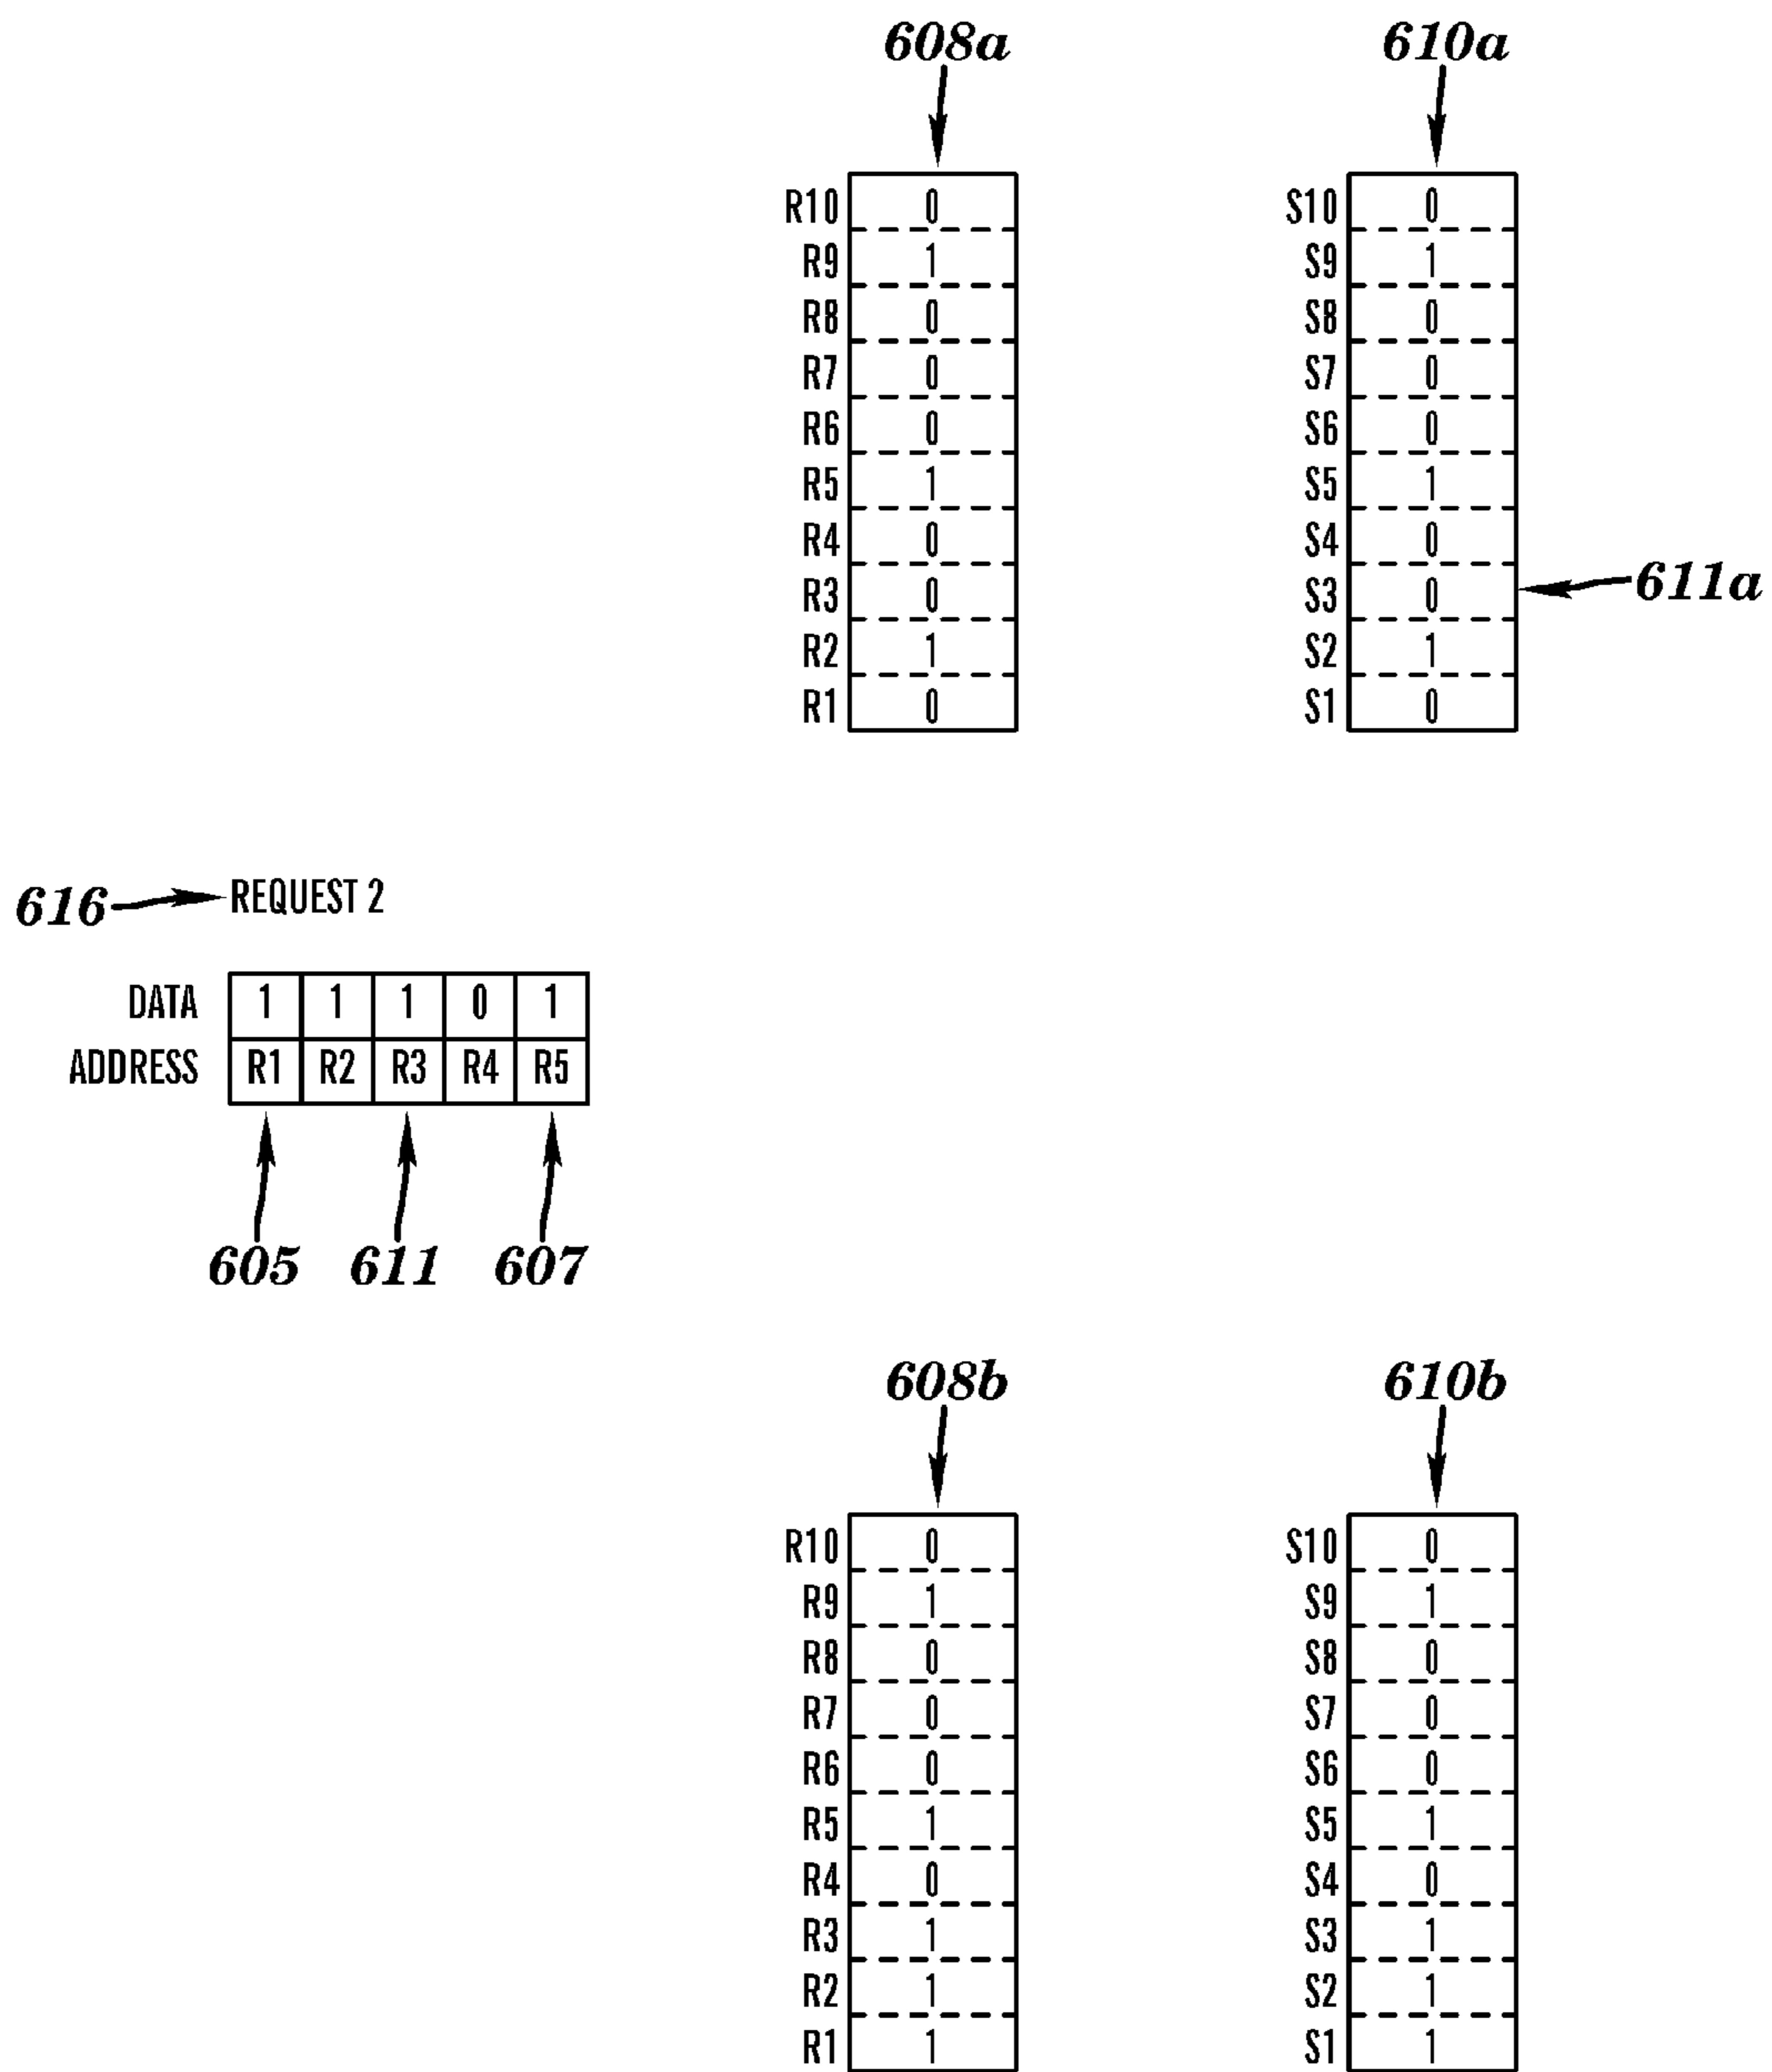 608a 610a
R10 0 S10 0
R9 1 S9 1
R8 0 S8 0
R7 0 S7 0
R6 0 S6 0
R5 1 S5 1
R4 0 S4 0
R3 0 S3 0 611a
R2 1 S2 1
R1 0 S1 0
616 REQUEST 2
DATA 1 1 1 0 1
ADDRESS R1 R2 R3 R4 R5
605 611 607
608b 610b
R10 0 S10 0
R9 1 S9 1
R8 0 S8 0
R7 0 S7 0
R6 0 S6 0
R5 1 S5 1
R4 0 S4 0
R3 1 S3 1
R2 1 S2 1
R1 1 S1 1